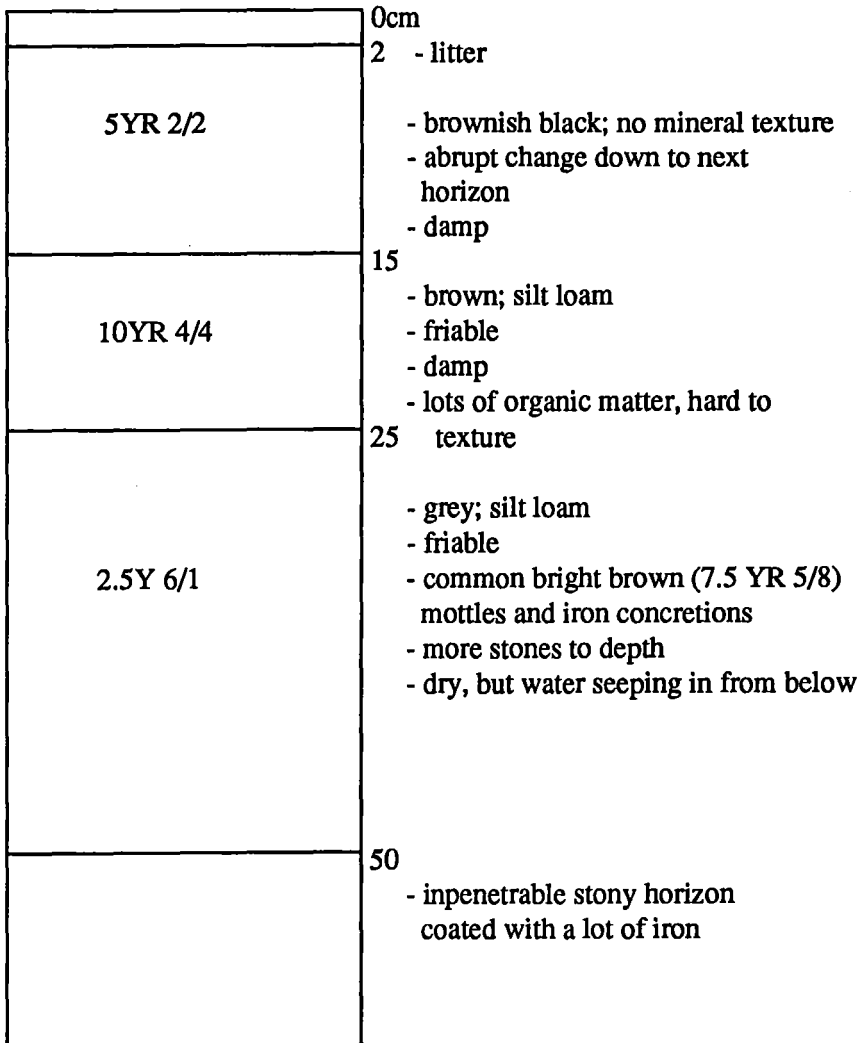 0cm
2 - litter
5YR 2/2
- brownish black; no mineral texture
- abrupt change down to next
horizon
- damp
15
- brown; silt loam
10YR 4/4
- friable
- damp
- lots of organic matter, hard to
25 texture
- grey; silt loam
- friable
2.5Y 6/1
- common bright brown (7.5 YR 5/8)
mottles and iron concretions
- more stones to depth
- dry, but water seeping in from below
50
- inpenetrable stony horizon
coated with a lot of iron